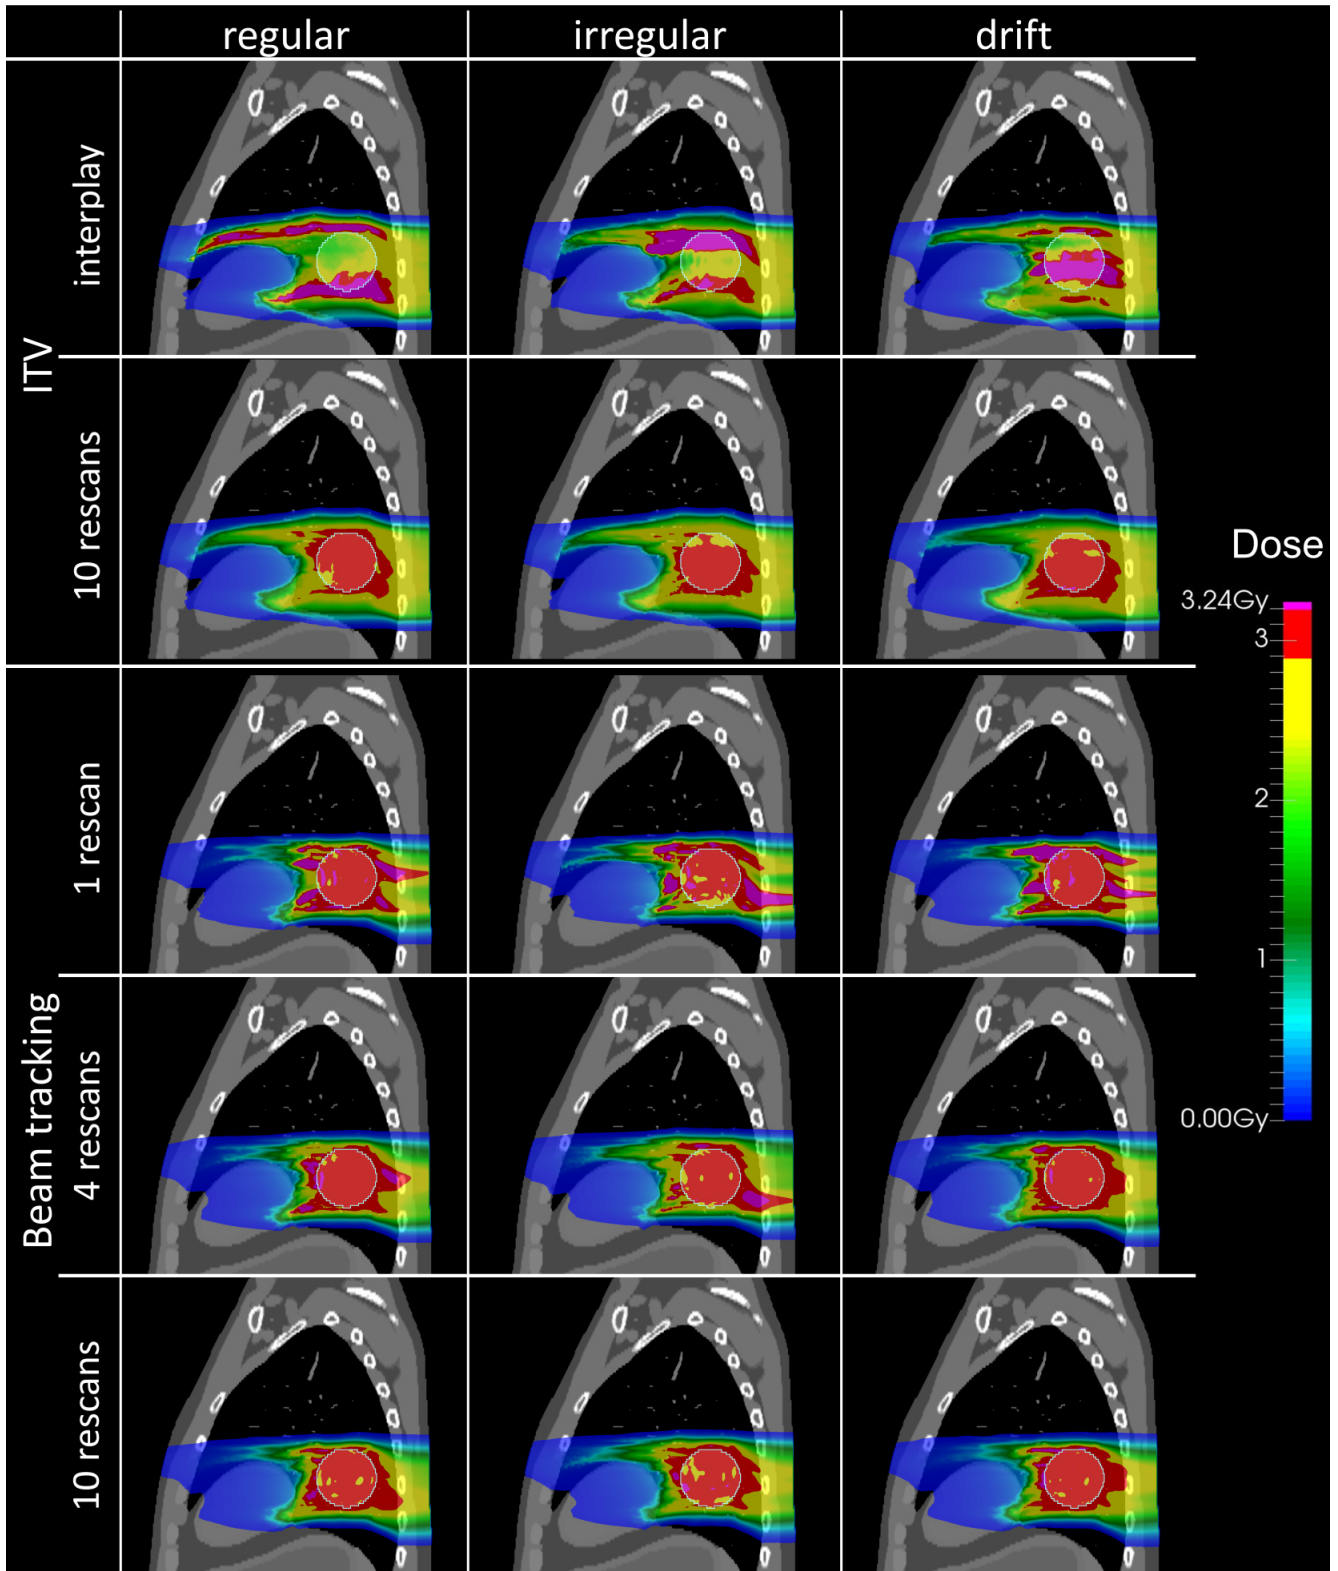 regular irregular drift
ITV
interplay
10 rescans
Dose
3.24Gy
3
2
1
0.00Gy
Beam tracking
1 rescan
4 rescans
10 rescans